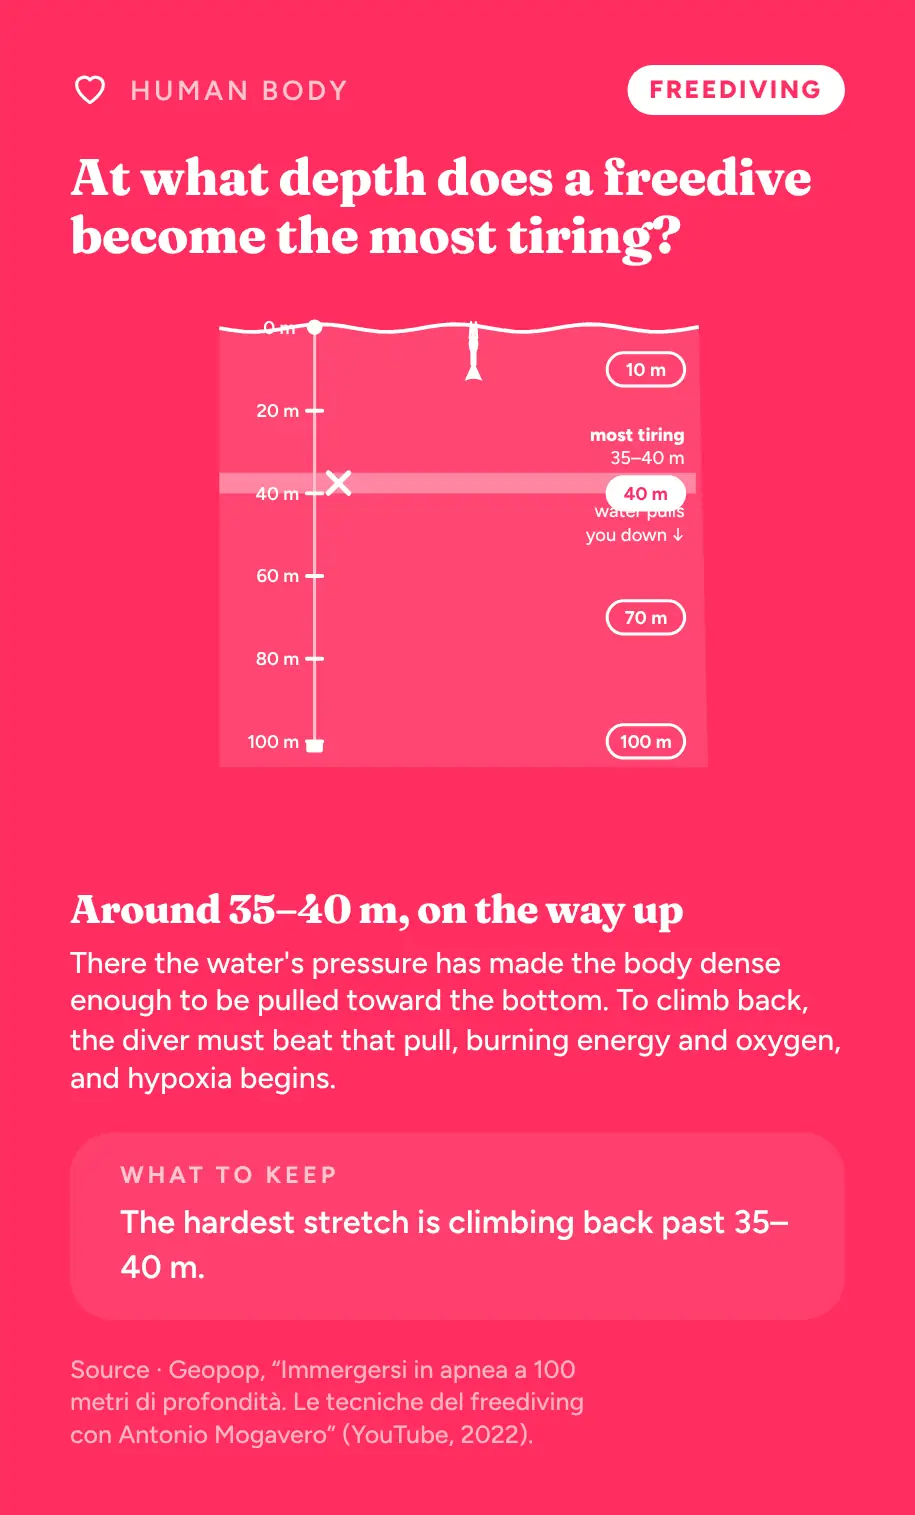 HUMAN BODY
FREEDIVING
At what depth does a freedive
become the most tiring?
0 m
10 m
20 m
most tiring
35–40 m
40 m
40 m
water pulls
you down ↓
60 m
70 m
80 m
100 m
100 m
Around 35–40 m, on the way up
There the water's pressure has made the body dense
enough to be pulled toward the bottom. To climb back,
the diver must beat that pull, burning energy and oxygen,
and hypoxia begins.
WHAT TO KEEP
The hardest stretch is climbing back past 35–
40 m.
Source · Geopop, “Immergersi in apnea a 100
metri di profondità. Le tecniche del freediving
con Antonio Mogavero” (YouTube, 2022).